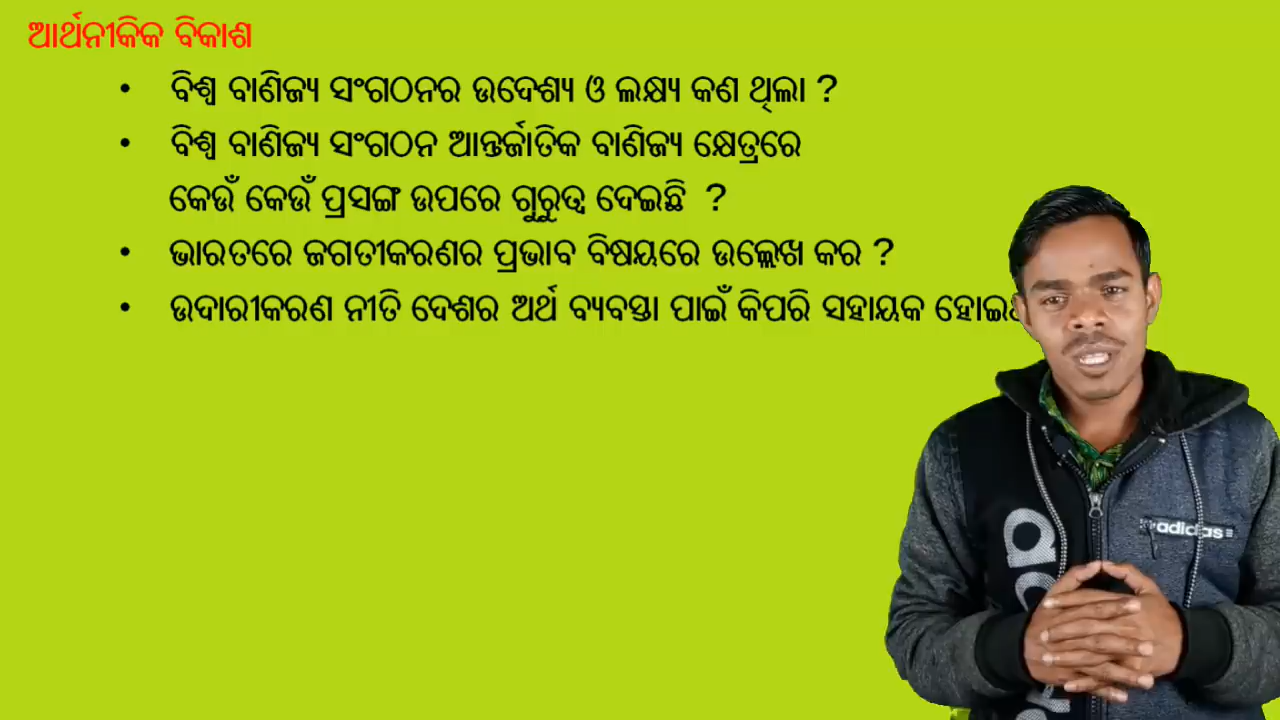 ଆର୍ଥନୀକିକ ବିକାଶ
• ବିଶ୍ୱ ବାଣିଜ୍ୟ ସଂଗଠନର ଉଦେଶ୍ୟ ଓ ଲକ୍ଷ୍ୟ କଣ ଥିଲା ?
• ବିଶ୍ୱ ବାଣିଜ୍ୟ ସଂଗଠନ ଆନ୍ତର୍ଜାତିକ ବାଣିଜ୍ୟ କ୍ଷେତ୍ରରେ
କେଉଁ କେଉଁ ପ୍ରସଙ୍ଗ ଉପରେ ଗୁରୁତ୍ୱ ଦେଇଛି ?
• ଭାରତରେ ଜଗତୀକରଣର ପ୍ରଭାବ ବିଷୟରେ ଉଲ୍ଲେଖ କର ?
• ଉଦାରୀକରଣ ନୀତି ଦେଶର ଅର୍ଥ ବ୍ୟବସ୍ତା ପାଇଁ କିପରି ସହାୟକ
adidas